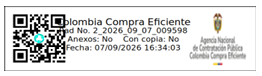 Colombia Compra Eficiente
Rad No. 2_2026_09_07_009598
Anexos: No Con copia: No
Fecha: 07/09/2026 16:34:03
Agencia Nacional
de Contratación Pública
Colombia Compra Eficiente